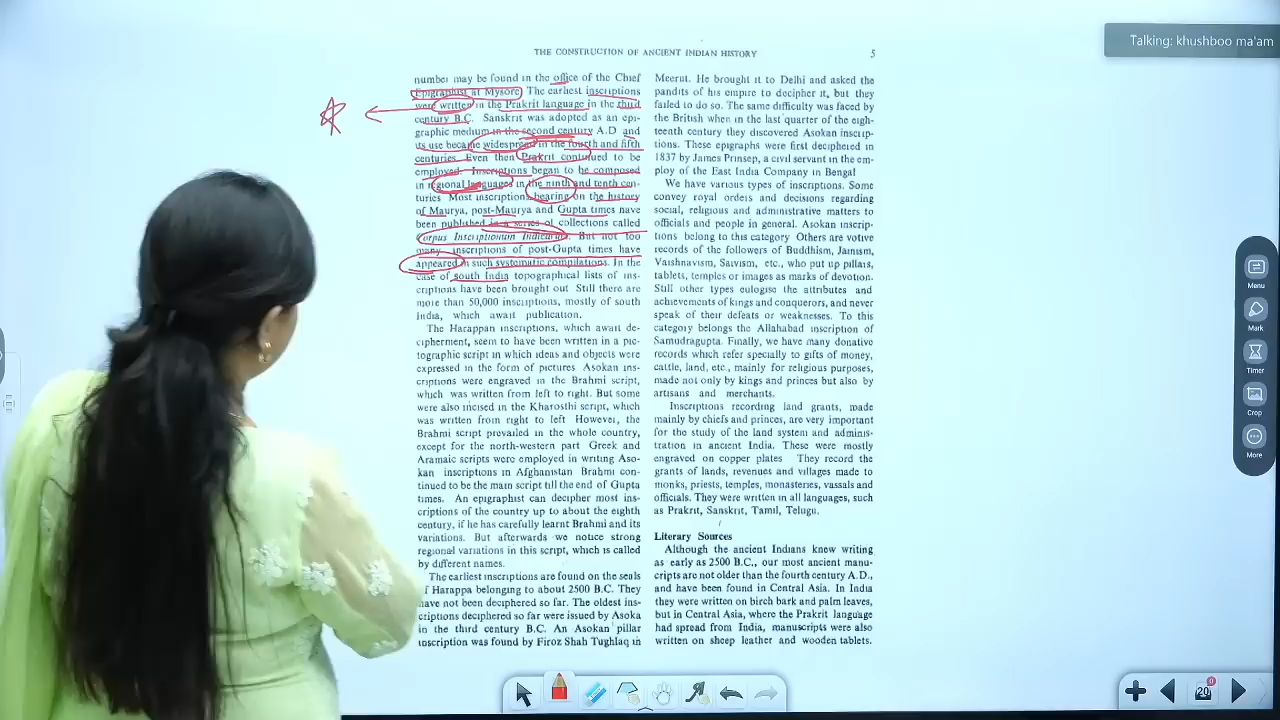 Talking: khushboo ma'am
THE CONSTRUCTION OF ANCIENT INDIAN HISTORY 5
number may be found in the office of the Chief
Epigraphist at Mysore. The earliest inscriptions
were written in the Prakrit language in the third
century B.C. Sanskrit was adopted as an epi-
graphic medium in the second century A.D and
its use became widespread in the fourth and fifth
centuries. Even then Prakrit continued to be
employed. Inscriptions began to be composed
in regional languages in the ninth and tenth cen-
turies. Most inscriptions bearing on the history
of Maurya, post-Maurya and Gupta times have
been published in a series of collections called
Corpus Inscriptionum Indicarum. But not too
many inscriptions of post-Gupta times have
appeared in such systematic compilations. In the
case of south India topographical lists of ins-
criptions have been brought out Still there are
more than 50,000 inscriptions, mostly of south
India, which await publication.
The Harappan inscriptions, which await de-
cipherment, seem to have been written in a pic-
tographic script in which ideas and objects were
expressed in the form of pictures Asokan ins-
criptions were engraved in the Brahmi script,
which was written from left to right. But some
were also incised in the Kharosthi script, which
was written from right to left However, the
Brahmi script prevailed in the whole country,
except for the north-western part Greek and
Aramaic scripts were employed in writing Aso-
kan inscriptions in Afghanistan Brahmi con-
tinued to be the main script till the end of Gupta
times. An epigraphist can decipher most ins-
criptions of the country up to about the eighth
century, if he has carefully learnt Brahmi and its
variations. But afterwards we notice strong
regional variations in this script, which is called
by different names.
The earliest inscriptions are found on the seals
of Harappa belonging to about 2500 B.C. They
have not been deciphered so far. The oldest ins-
criptions deciphered so far were issued by Asoka
in the third century B.C. An Asokan pillar
inscription was found by Firoz Shah Tughlaq in
Meerut. He brought it to Delhi and asked the
pandits of his empire to decipher it, but they
failed to do so. The same difficulty was faced by
the British when in the last quarter of the eigh-
teenth century they discovered Asokan inscrip-
tions. These epigraphs were first deciphered in
1837 by James Prinsep, a civil servant in the em-
ploy of the East India Company in Bengal
We have various types of inscriptions. Some
convey royal orders and decisions regarding
social, religious and administrative matters to
officials and people in general. Asokan inscrip-
tions belong to this category Others are votive
records of the followers of Buddhism, Jainism,
Vaishnavism, Saivism, etc., who put up pillars,
tablets, temples or images as marks of devotion.
Still other types eulogise the attributes and
achievements of kings and conquerors, and never
speak of their defeats or weaknesses. To this
category belongs the Allahabad inscription of
Samudragupta. Finally, we have many donative
records which refer specially to gifts of money,
cattle, land, etc., mainly for religious purposes,
made not only by kings and princes but also by
artisans and merchants.
Inscriptions recording land grants, made
mainly by chiefs and princes, are very important
for the study of the land system and adminis-
tration in ancient India. These were mostly
engraved on copper plates They record the
grants of lands, revenues and villages made to
monks, priests, temples, monasteries, vassals and
officials. They were written in all languages, such
as Prakrit, Sanskrit, Tamil, Telugu.
Literary Sources
Although the ancient Indians knew writing
as early as 2500 B.C., our most ancient manu-
scripts are not older than the fourth century A.D.,
and have been found in Central Asia. In India
they were written on birch bark and palm leaves,
but in Central Asia, where the Prakrit language
had spread from India, manuscripts were also
written on sheep leather and wooden tablets.
Menu
Mark
Timer
Crop
More
20
0